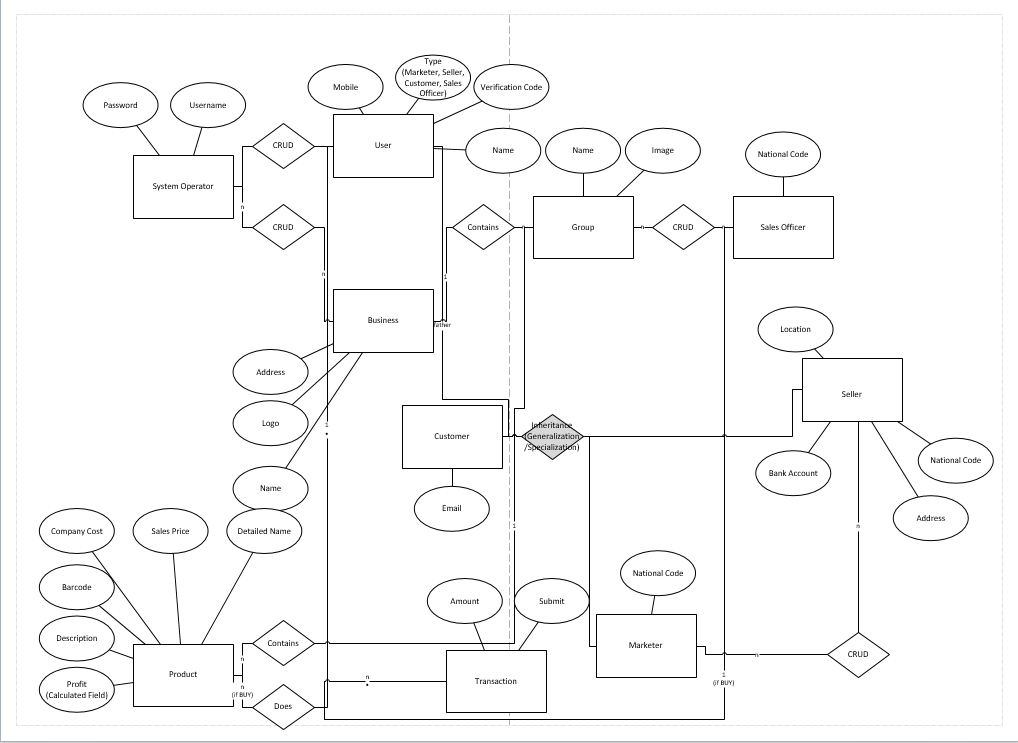 Type
(Marketer, Seller,
Customer, Sales
Officer)
Mobile
Verification Code
Password
Username
CRUD
User
Name
Name
Image
National Code
System Operator
n
CRUD
Contains
n
Group
n
CRUD
n
Sales Officer
n
1
Business
father
Location
Address
Seller
Logo
1
*
Customer
Inheritance
(Generalization
/Specialization)
Bank Account
National Code
Name
Email
Address
Company Cost
Sales Price
Detailed Name
1
n
Barcode
Amount
Submit
National Code
Description
Contains
Marketer
n
CRUD
n
Product
n
(if BUY)
n
*
Transaction
1
(if BUY)
Profit
(Calculated Field)
Does